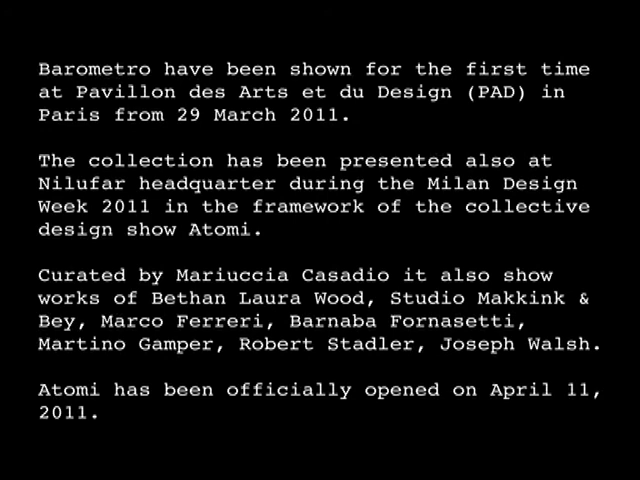 Barometro have been shown for the first time
at Pavillon des Arts et du Design (PAD) in
Paris from 29 March 2011.
The collection has been presented also at
Nilufar headquarter during the Milan Design
Week 2011 in the framework of the collective
design show Atomi.
Curated by Mariuccia Casadio it also show
works of Bethan Laura Wood, Studio Makkink &
Bey, Marco Ferreri, Barnaba Fornasetti,
Martino Gamper, Robert Stadler, Joseph Walsh.
Atomi has been officially opened on April 11,
2011.